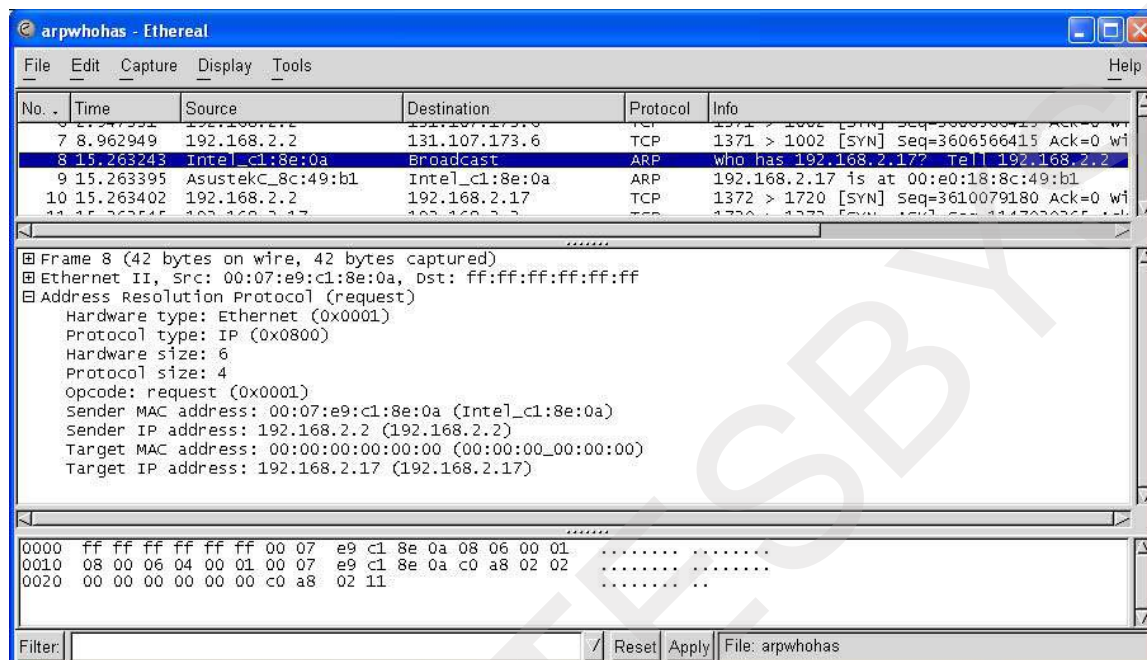 arpwhohas - Ethereal
File Edit Capture Display Tools Help
No. . Time Source Destination Protocol Info
7 8.962949 192.168.2.2 131.107.173.6 TCP 1371 > 1002 [SYN] Seq=3606566415 Ack=0 Wi
8 15.263243 Intel_c1:8e:0a Broadcast ARP Who has 192.168.2.17? Tell 192.168.2.2
9 15.263395 AsustekC_8c:49:b1 Intel_c1:8e:0a ARP 192.168.2.17 is at 00:e0:18:8c:49:b1
10 15.263402 192.168.2.2 192.168.2.17 TCP 1372 > 1720 [SYN] Seq=3610079180 Ack=0 Wi
Frame 8 (42 bytes on wire, 42 bytes captured)
Ethernet II, Src: 00:07:e9:c1:8e:0a, Dst: ff:ff:ff:ff:ff:ff
Address Resolution Protocol (request)
Hardware type: Ethernet (0x0001)
Protocol type: IP (0x0800)
Hardware size: 6
Protocol size: 4
Opcode: request (0x0001)
Sender MAC address: 00:07:e9:c1:8e:0a (Intel_c1:8e:0a)
Sender IP address: 192.168.2.2 (192.168.2.2)
Target MAC address: 00:00:00:00:00:00 (00:00:00_00:00:00)
Target IP address: 192.168.2.17 (192.168.2.17)
0000 ff ff ff ff ff ff 00 07 e9 c1 8e 0a 08 06 00 01 ........ ........
0010 08 00 06 04 00 01 00 07 e9 c1 8e 0a c0 a8 02 02 ........ ........
0020 00 00 00 00 00 00 c0 a8 02 11 ........ ..
Filter: / Reset Apply File: arpwhohas